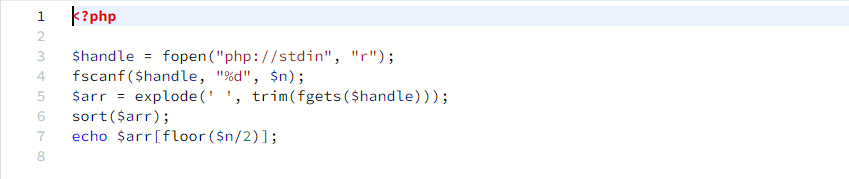 1 <?php
2
3 $handle = fopen("php://stdin", "r");
4 fscanf($handle, "%d", $n);
5 $arr = explode(' ', trim(fgets($handle)));
6 sort($arr);
7 echo $arr[floor($n/2)];
8